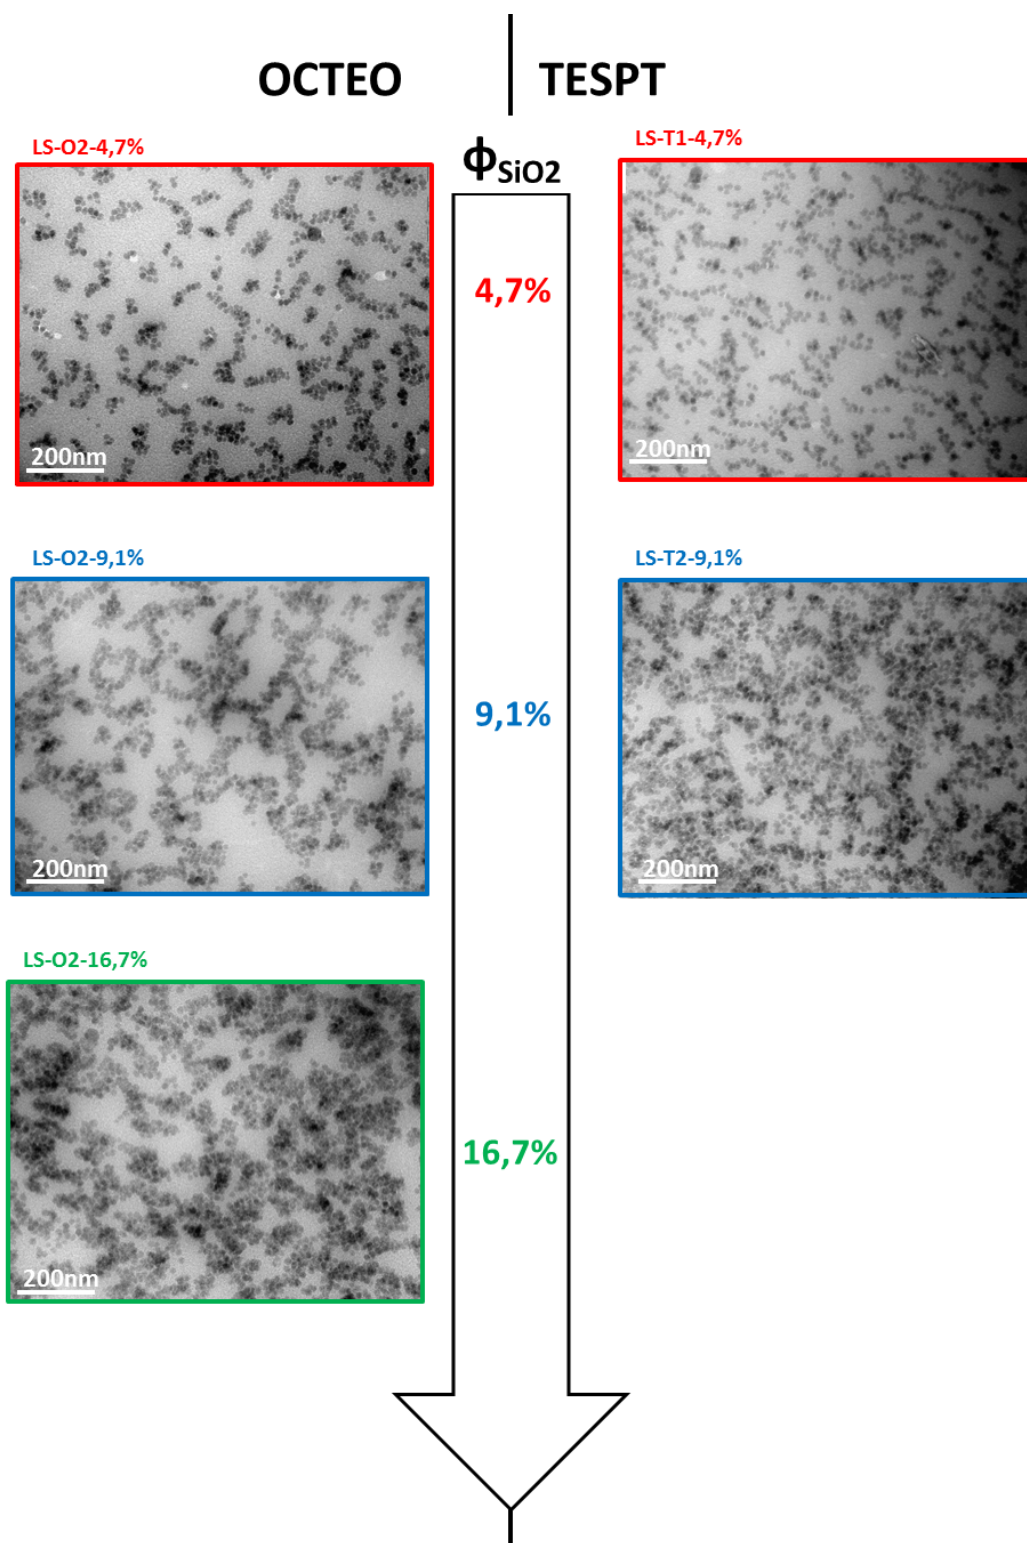 OCTEO
TESPT
LS-O2-4,7%
LS-T1-4,7%
ϕSiO2
4,7%
200nm
200nm
LS-O2-9,1%
LS-T2-9,1%
9,1%
200nm
200nm
LS-O2-16,7%
16,7%
200nm